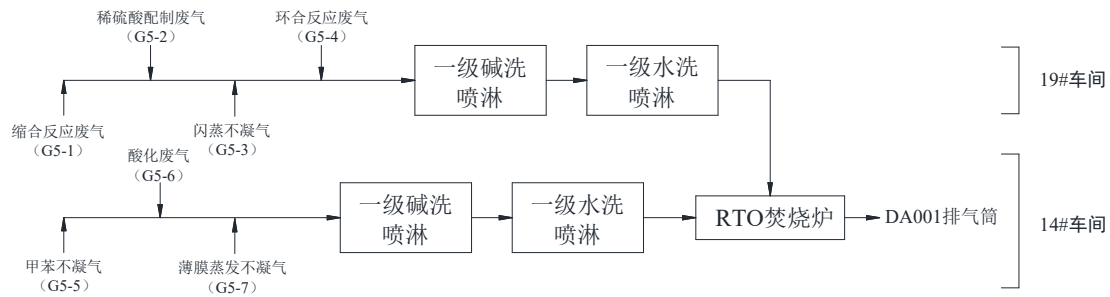 稀硫酸配制废气
（G5-2）
环合反应废气
（G5-4）
一级碱洗
喷淋
一级水洗
喷淋
19#车间
缩合反应废气
（G5-1）
闪蒸不凝气
（G5-3）
酸化废气
（G5-6）
一级碱洗
喷淋
一级水洗
喷淋
RTO焚烧炉
DA001排气筒
14#车间
甲苯不凝气
（G5-5）
薄膜蒸发不凝气
（G5-7）